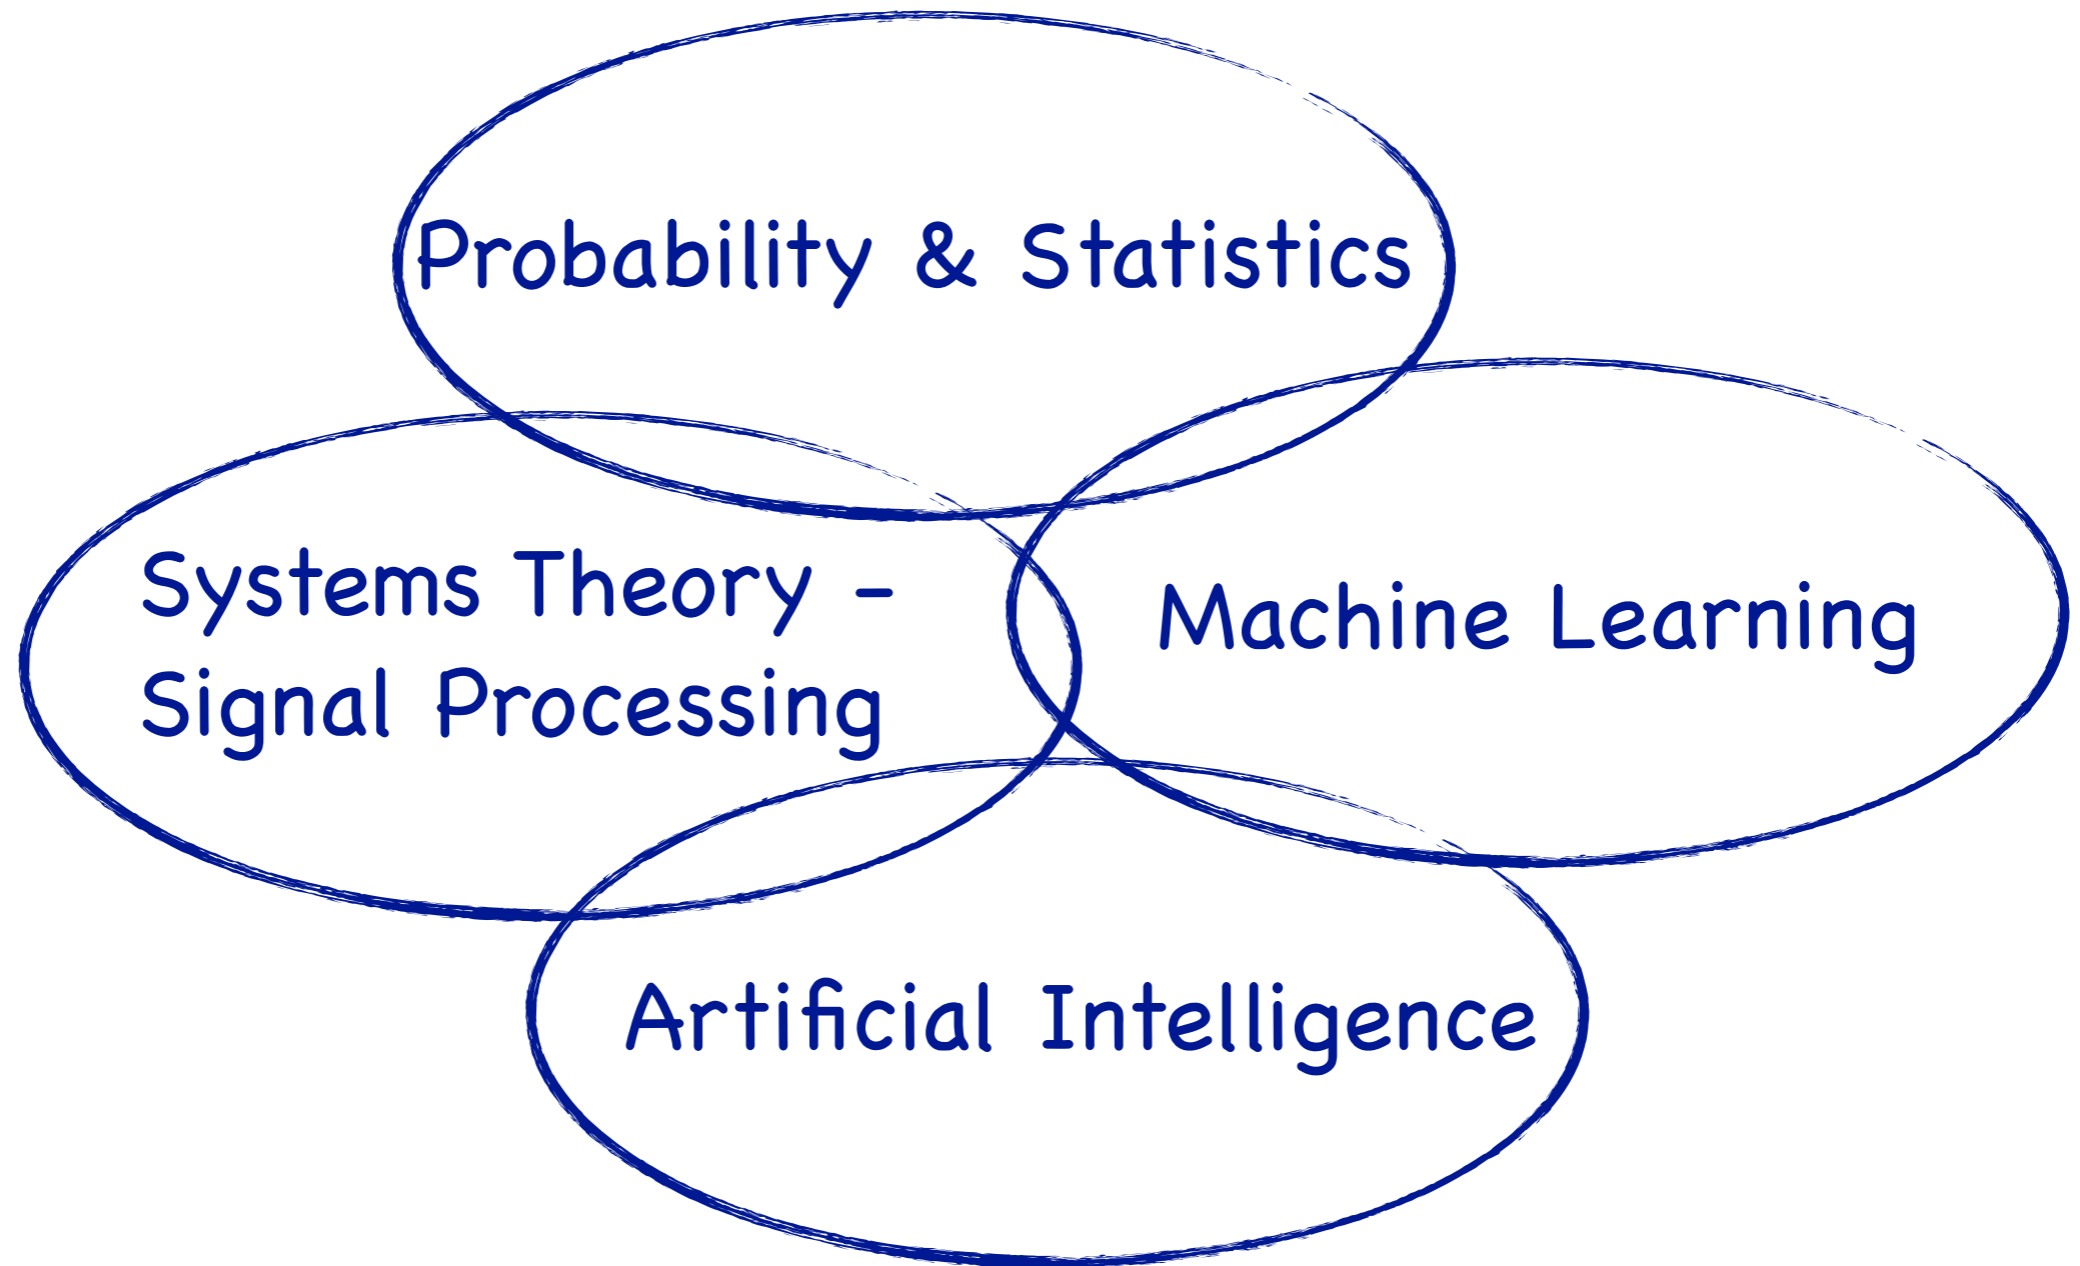 Probability & Statistics
Systems Theory -
Signal Processing
Machine Learning
Artificial Intelligence